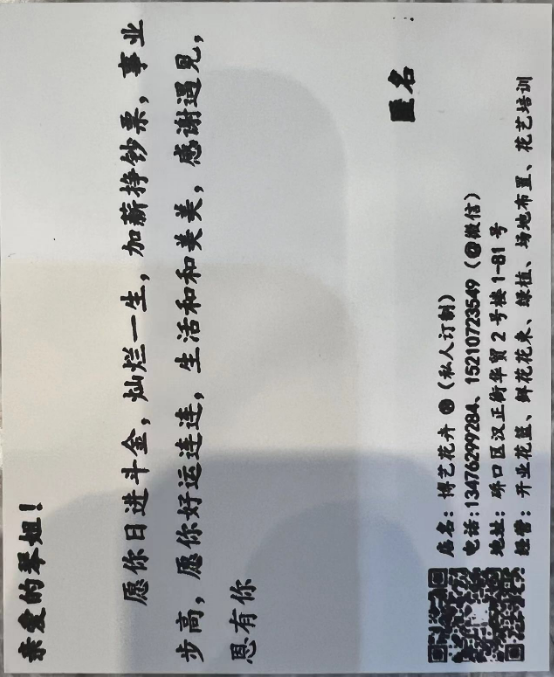 亲爱的琴姐！
愿你日进斗金，灿烂一生，加薪挣钞票，事业
步高，愿你好运连连，生活和和美美，感谢遇见，
恩有你
匿名
店名：博艺花卉（私人订制）
电话:13476299284、15210723549（@微信）
地址：硚口区汉正街华贸2号楼1-81号
经营：开业花篮、鲜花花束、绿植、场地布置、花艺培训